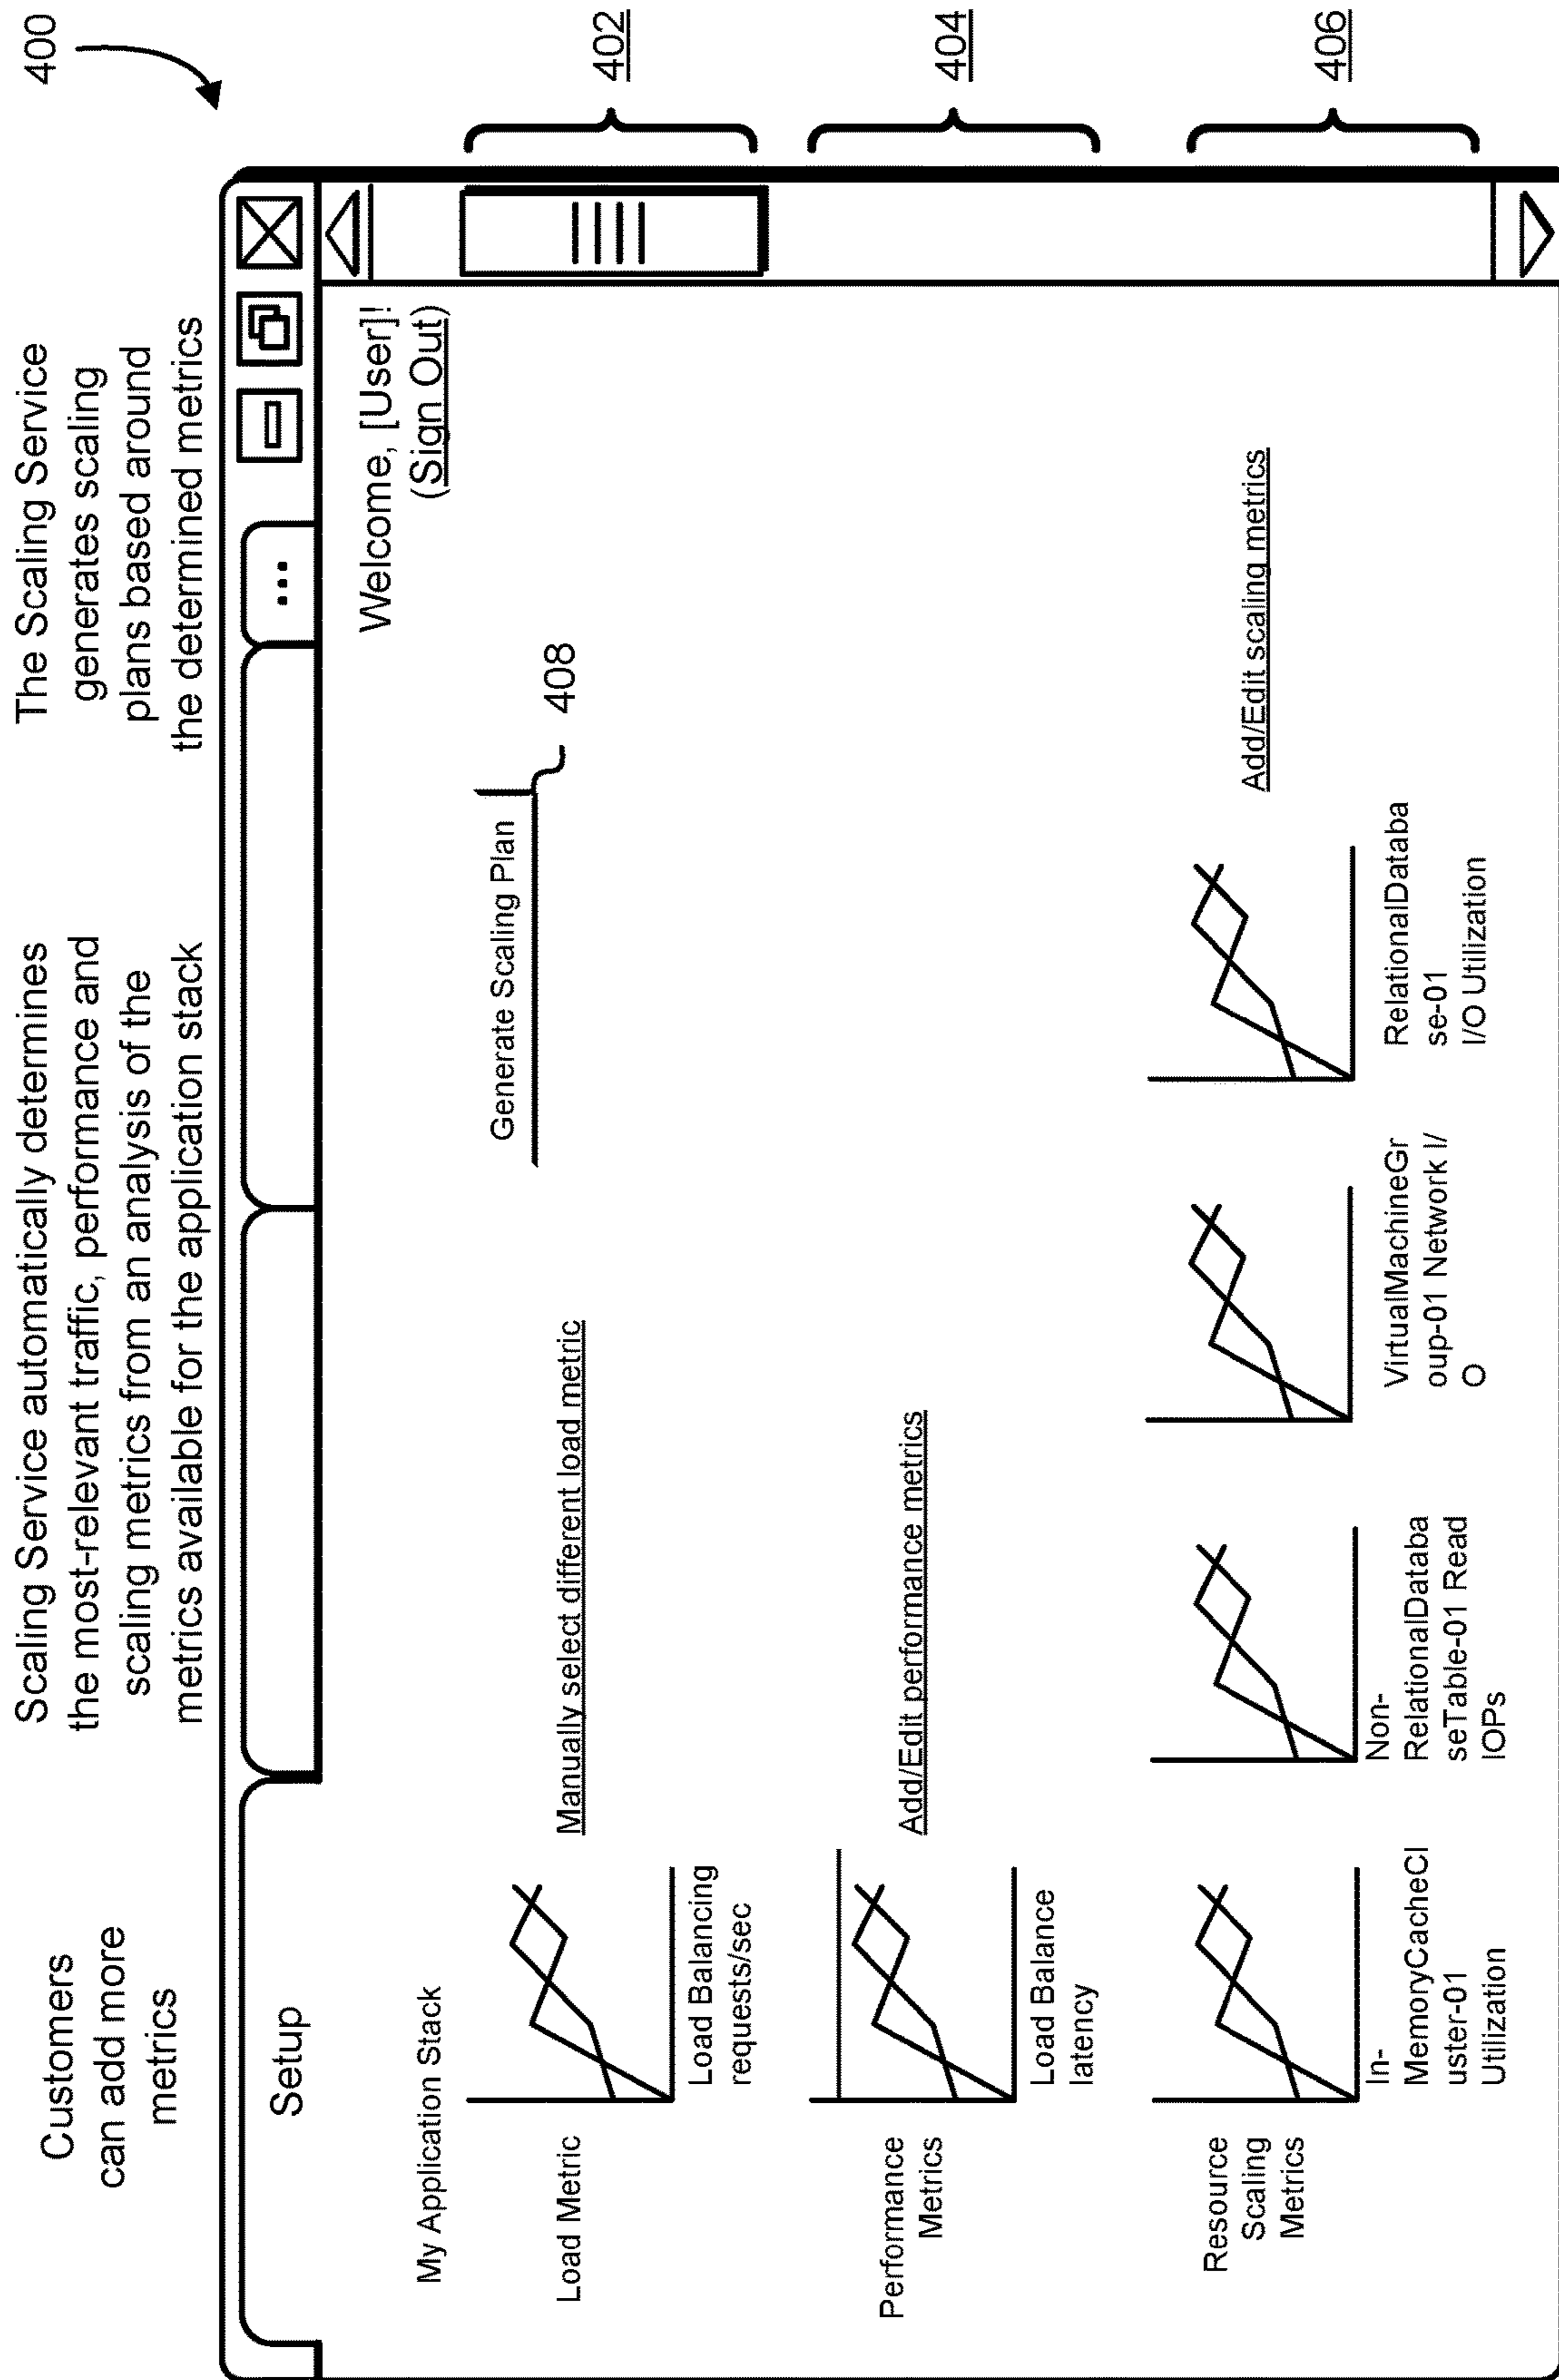 Customers
can add more
metrics
Scaling Service automatically determines
the most-relevant traffic, performance and
scaling metrics from an analysis of the
metrics available for the application stack
The Scaling Service
generates scaling
plans based around
the determined metrics
400
Setup
...
Welcome, [User]!
(Sign Out)
My Application Stack
Load Metric
Load Balancing
requests/sec
Manually select different load metric
Generate Scaling Plan
408
402
Performance
Metrics
Load Balance
latency
Add/Edit performance metrics
404
Resource
Scaling
Metrics
In-
MemoryCacheCl
uster-01
Utilization
Non-
RelationalDataba
seTable-01 Read
IOPs
VirtualMachineGr
oup-01 Network I/
O
RelationalDataba
se-01
I/O Utilization
Add/Edit scaling metrics
406